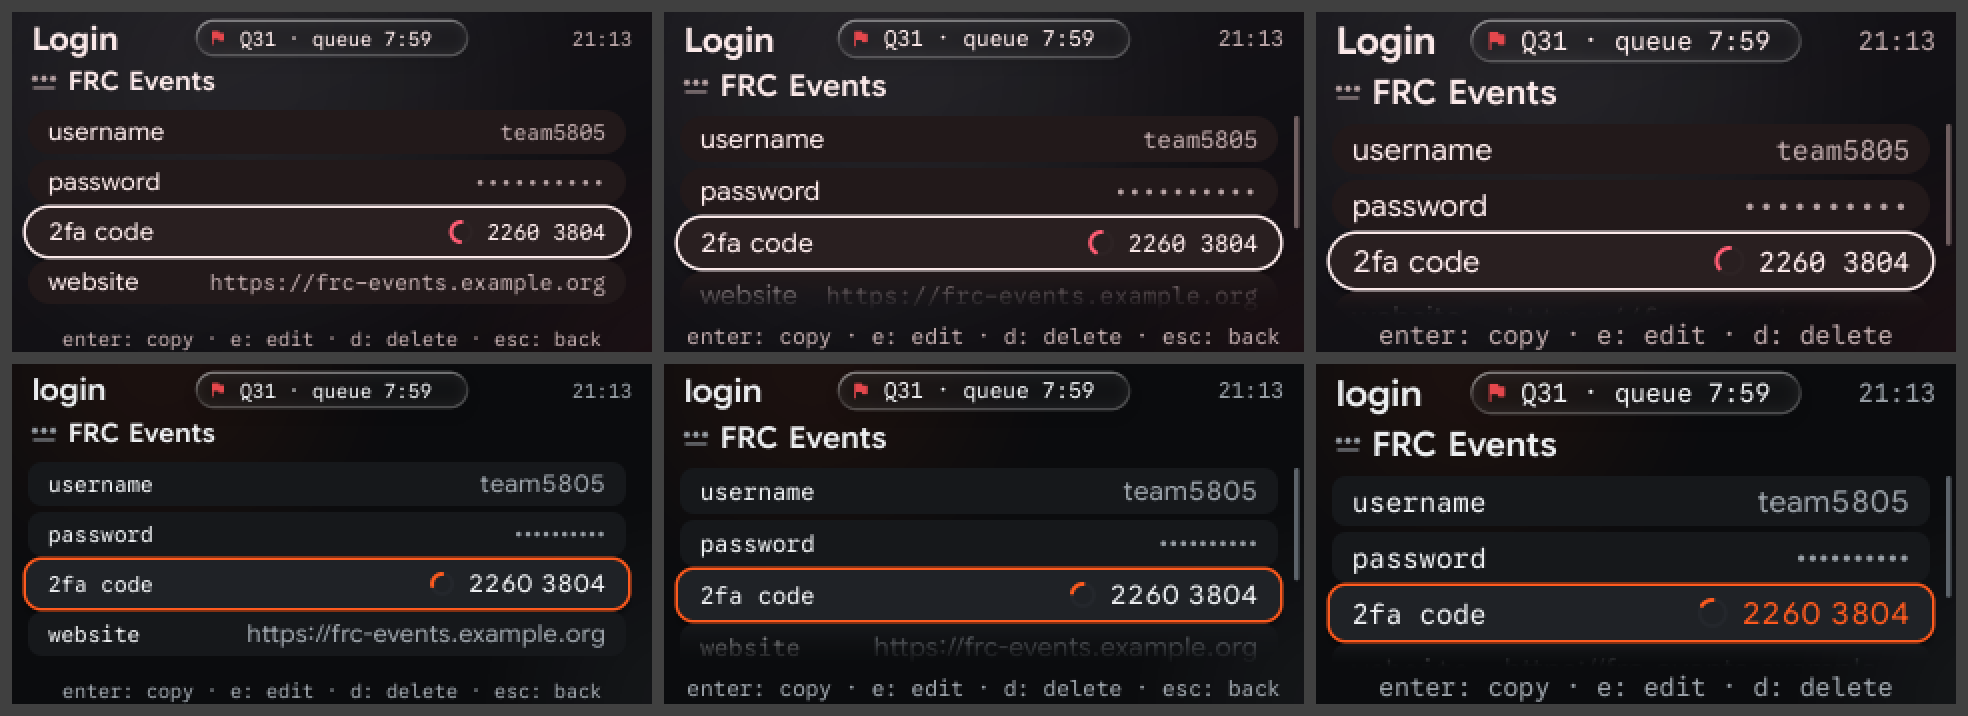 Login
Q31 · queue 7:59
21:13
FRC Events
username
team5805
password
••••••••••
2fa code
2260 3804
website
https://frc-events.example.org
enter: copy · e: edit · d: delete · esc: back
Login
Q31 · queue 7:59
21:13
FRC Events
username
team5805
password
••••••••••
2fa code
2260 3804
website
https://frc-events.example.org
enter: copy · e: edit · d: delete · esc: back
Login
Q31 · queue 7:59
21:13
FRC Events
username
team5805
password
••••••••••
2fa code
2260 3804
enter: copy · e: edit · d: delete
login
Q31 · queue 7:59
21:13
FRC Events
username
team5805
password
••••••••••
2fa code
2260 3804
website
https://frc-events.example.org
enter: copy · e: edit · d: delete · esc: back
login
Q31 · queue 7:59
21:13
FRC Events
username
team5805
password
••••••••••
2fa code
2260 3804
website
https://frc-events.example.org
enter: copy · e: edit · d: delete · esc: back
login
Q31 · queue 7:59
21:13
FRC Events
username
team5805
password
••••••••••
2fa code
2260 3804
enter: copy · e: edit · d: delete